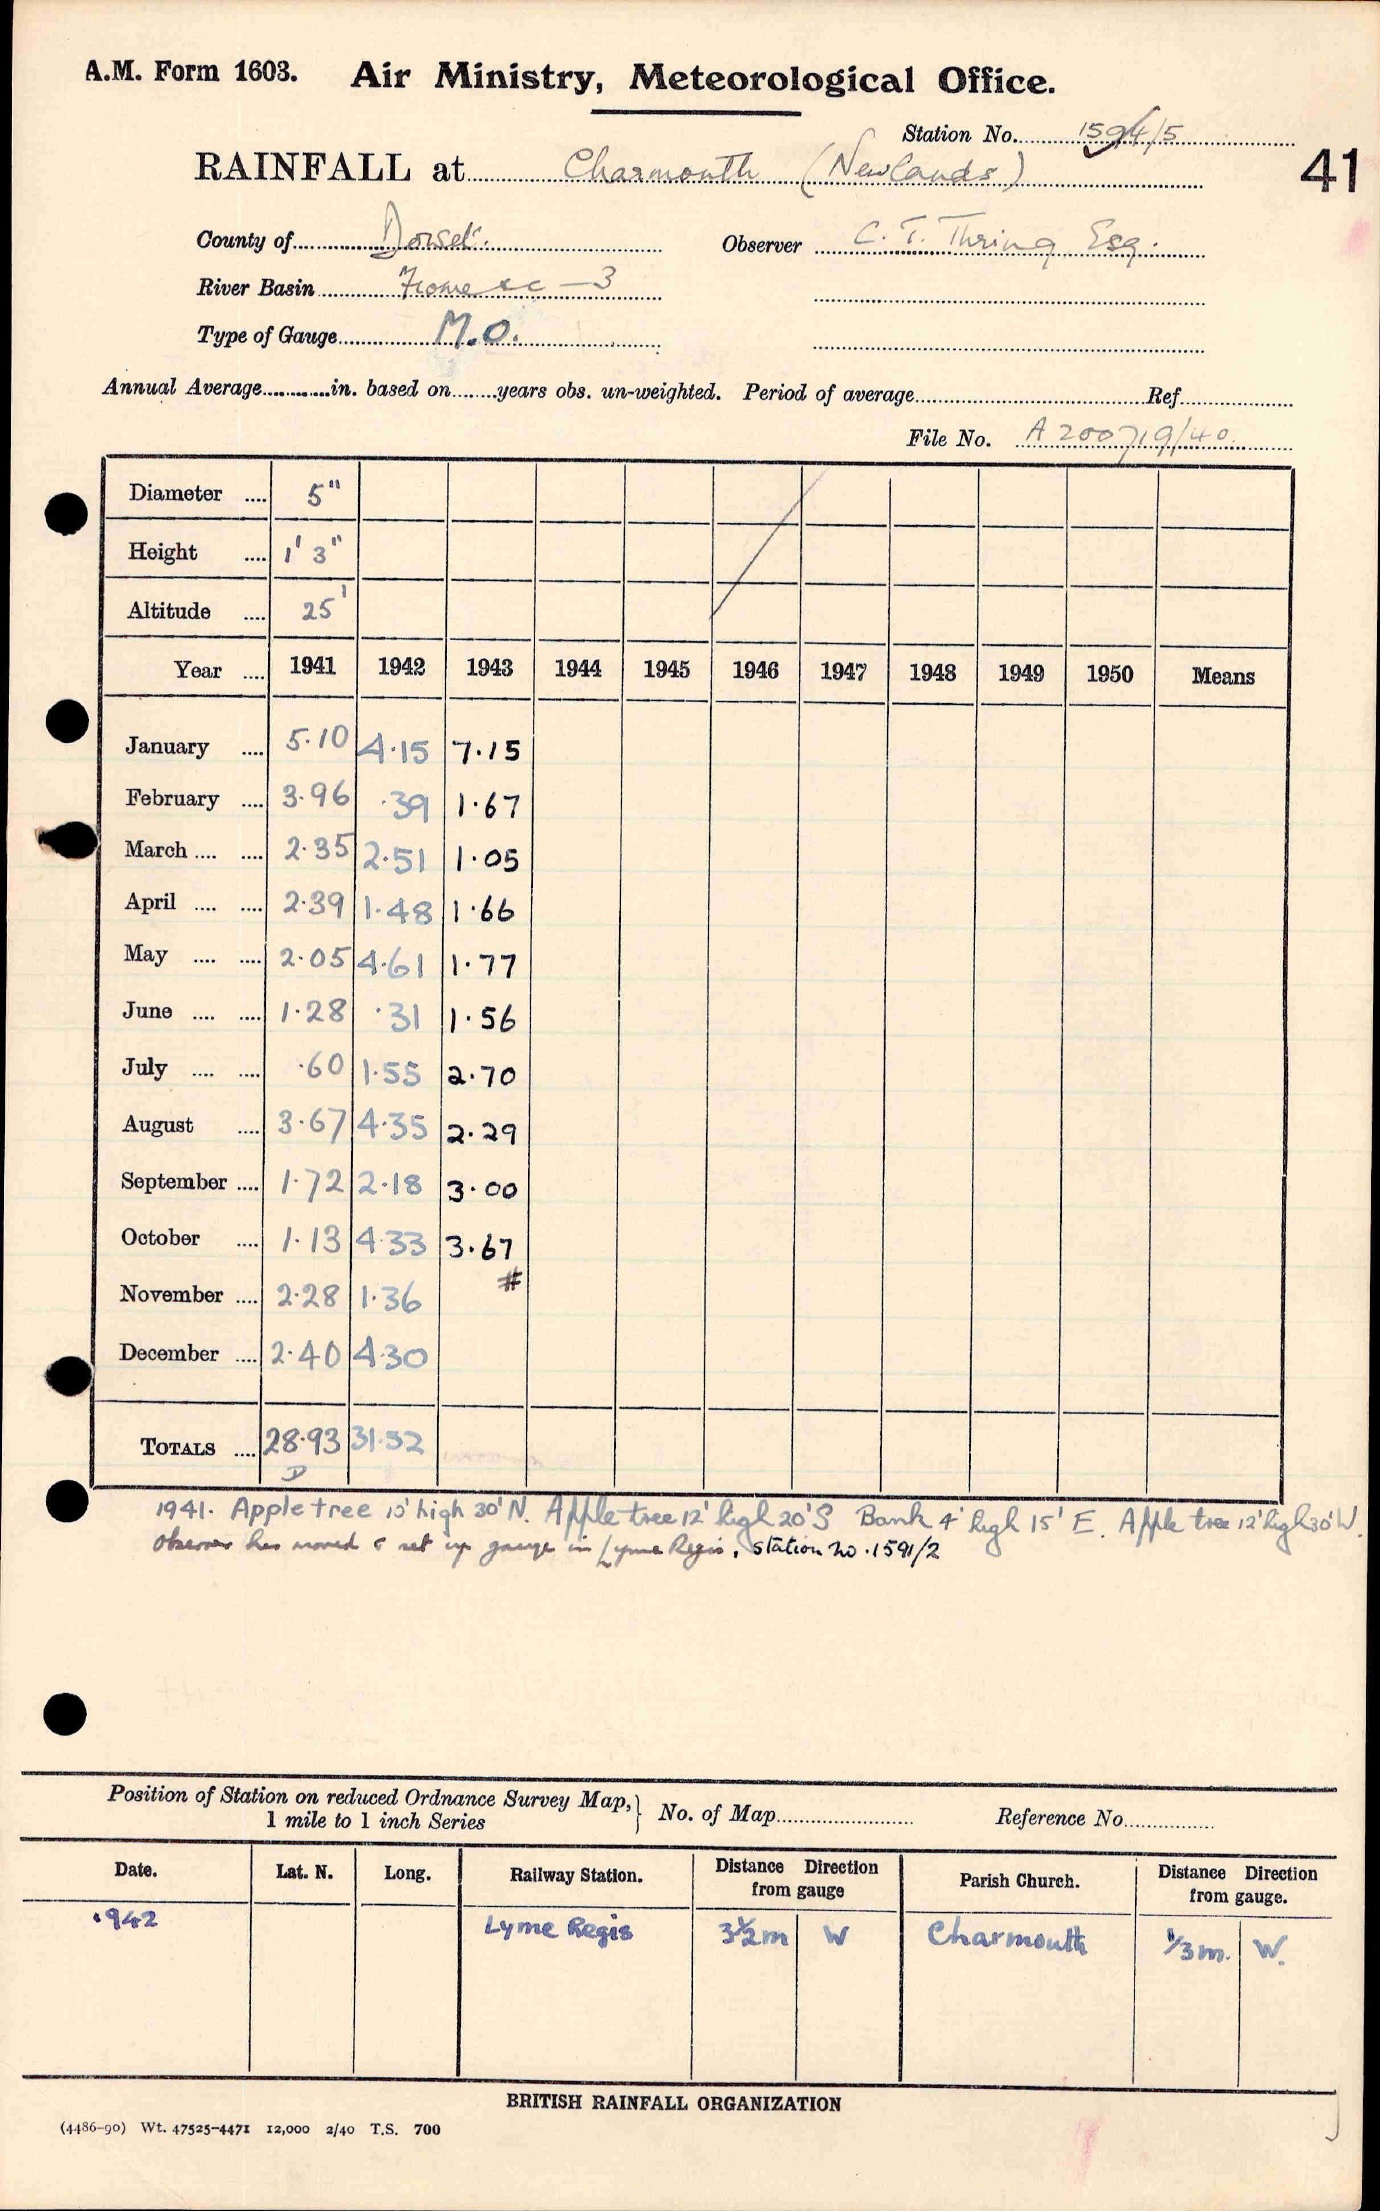 A.M. Form 1603. Air Ministry, Meteorological Office.
Station No. 1594/5
RAINFALL at Charmouth (Newlands) 41
County of Dorset. Observer C. T. Thring, Esq.
River Basin Frome &c - 3
Type of Gauge M.O.
Annual Average in. based on years obs. un-weighted. Period of average Ref
File No. A 200719/40
Diameter 5"
Height 1' 3"
Altitude 25'
Year 1941 1942 1943 1944 1945 1946 1947 1948 1949 1950 Means
January 5.10 4.15 7.15
February 3.96 .39 1.67
March 2.35 2.51 1.05
April 2.39 1.48 1.66
May 2.05 4.61 1.77
June 1.28 .31 1.56
July .60 1.55 2.70
August 3.67 4.35 2.29
September 1.72 2.18 3.00
October 1.13 4.33 3.67
#
November 2.28 1.36
December 2.40 4.30
TOTALS 28.93 31.52
D
1941. Apple tree 15' high 30' N. Apple tree 12' high 20' S Bank 4' high 15' E. Apple tree 12' high 30' W.
Observer has moved & set up gauge in Lyme Regis, Station No. 1591/2
Position of Station on reduced Ordnance Survey Map, } No. of Map Reference No.
1 mile to 1 inch Series
Date. Lat. N. Long. Railway Station. Distance Direction from gauge Parish Church. Distance Direction from gauge.
1942 Lyme Regis 3½m W Charmouth 1/3 m. W.
BRITISH RAINFALL ORGANIZATION
(4486-90) Wt. 47525-4471 12,000 2/40 T.S. 700